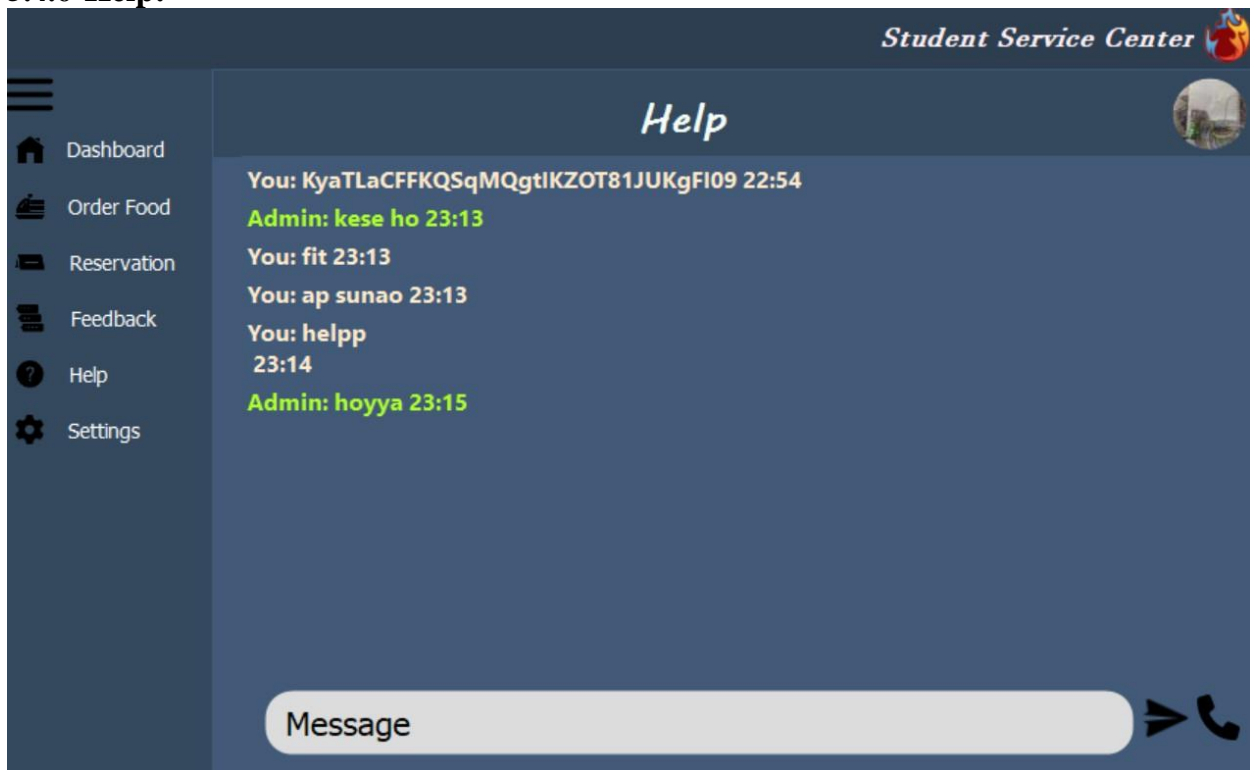 Student Service Center
Help
Dashboard
Order Food
Reservation
Feedback
Help
Settings
You: KyaTLaCFFKQSqMQgtIKZOT81JUKgFI09 22:54
Admin: kese ho 23:13
You: fit 23:13
You: ap sunao 23:13
You: helpp
23:14
Admin: hoyya 23:15
Message